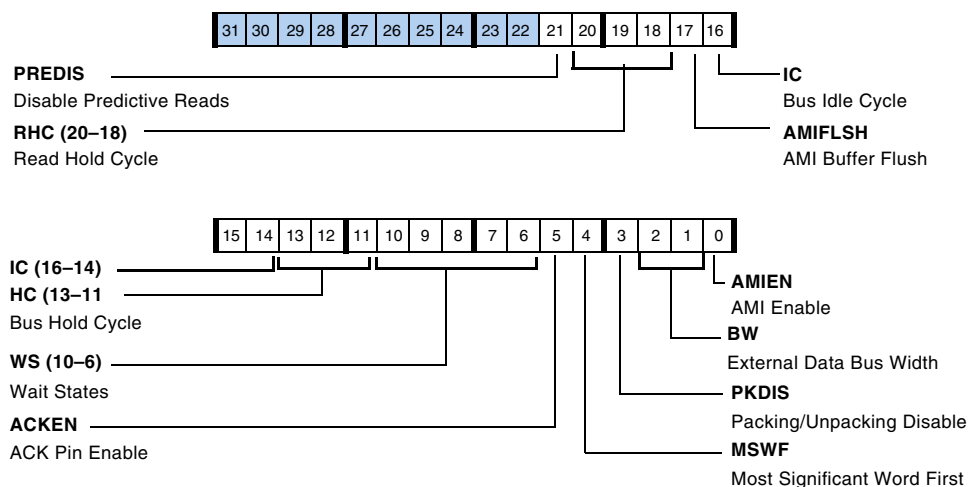 31 30 29 28 27 26 25 24 23 22 21 20 19 18 17 16
PREDIS
Disable Predictive Reads
RHC (20–18)
Read Hold Cycle
IC
Bus Idle Cycle
AMIFLSH
AMI Buffer Flush
15 14 13 12 11 10 9 8 7 6 5 4 3 2 1 0
IC (16–14)
HC (13–11
Bus Hold Cycle
WS (10–6)
Wait States
ACKEN
ACK Pin Enable
AMIEN
AMI Enable
BW
External Data Bus Width
PKDIS
Packing/Unpacking Disable
MSWF
Most Significant Word First